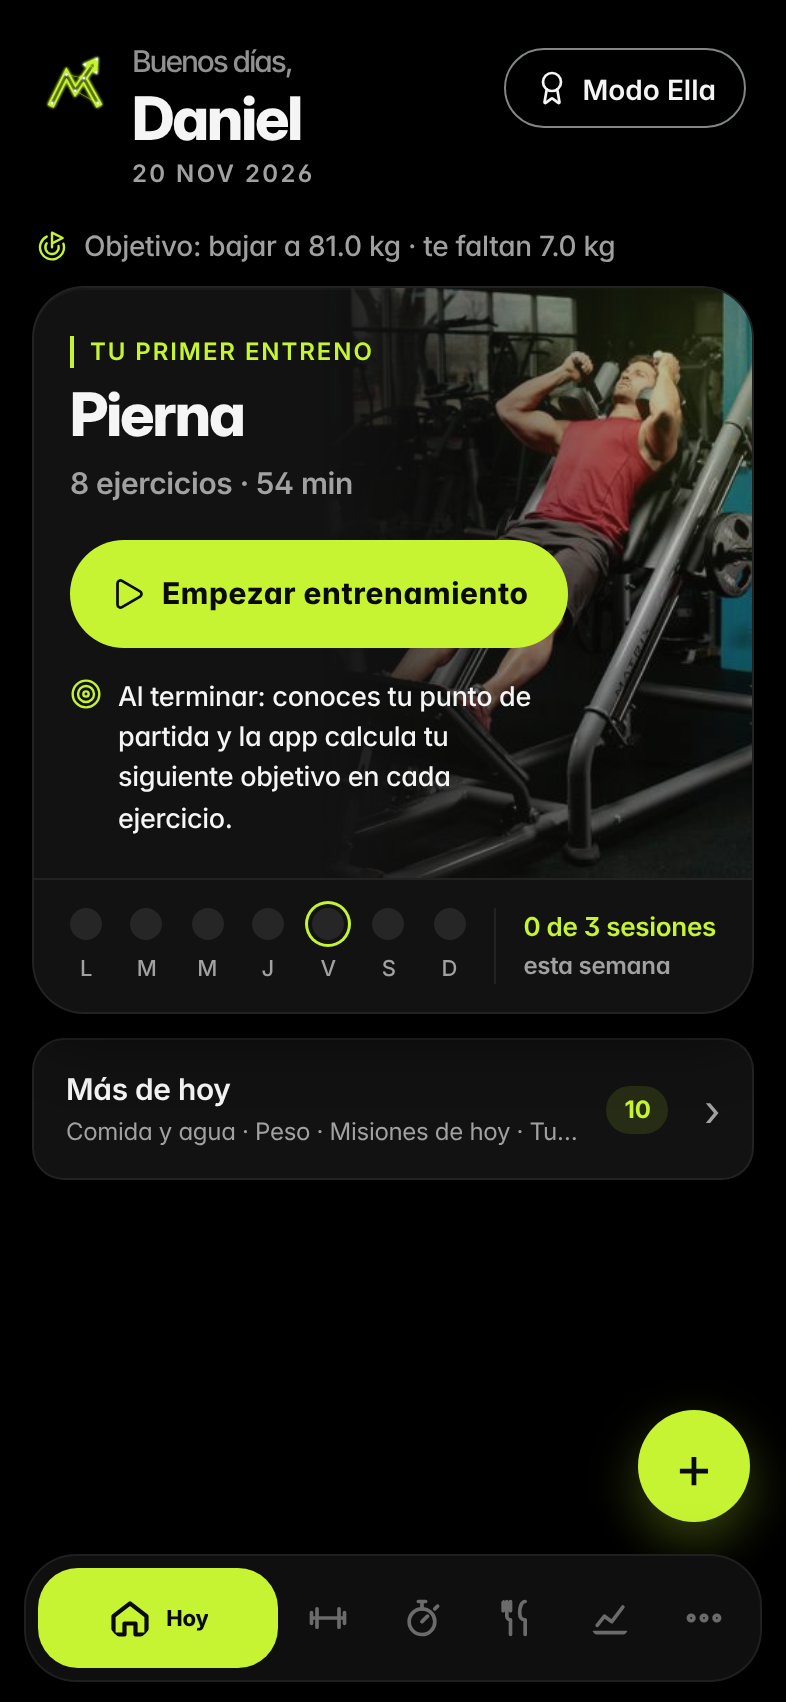 Buenos días,
Daniel
20 NOV 2026
Modo Ella
Objetivo: bajar a 81.0 kg · te faltan 7.0 kg
TU PRIMER ENTRENO
Pierna
8 ejercicios · 54 min
Empezar entrenamiento
Al terminar: conoces tu punto de
partida y la app calcula tu
siguiente objetivo en cada
ejercicio.
L M M J V S D
0 de 3 sesiones
esta semana
Más de hoy
Comida y agua · Peso · Misiones de hoy · Tu...
10
Hoy
MATRIX